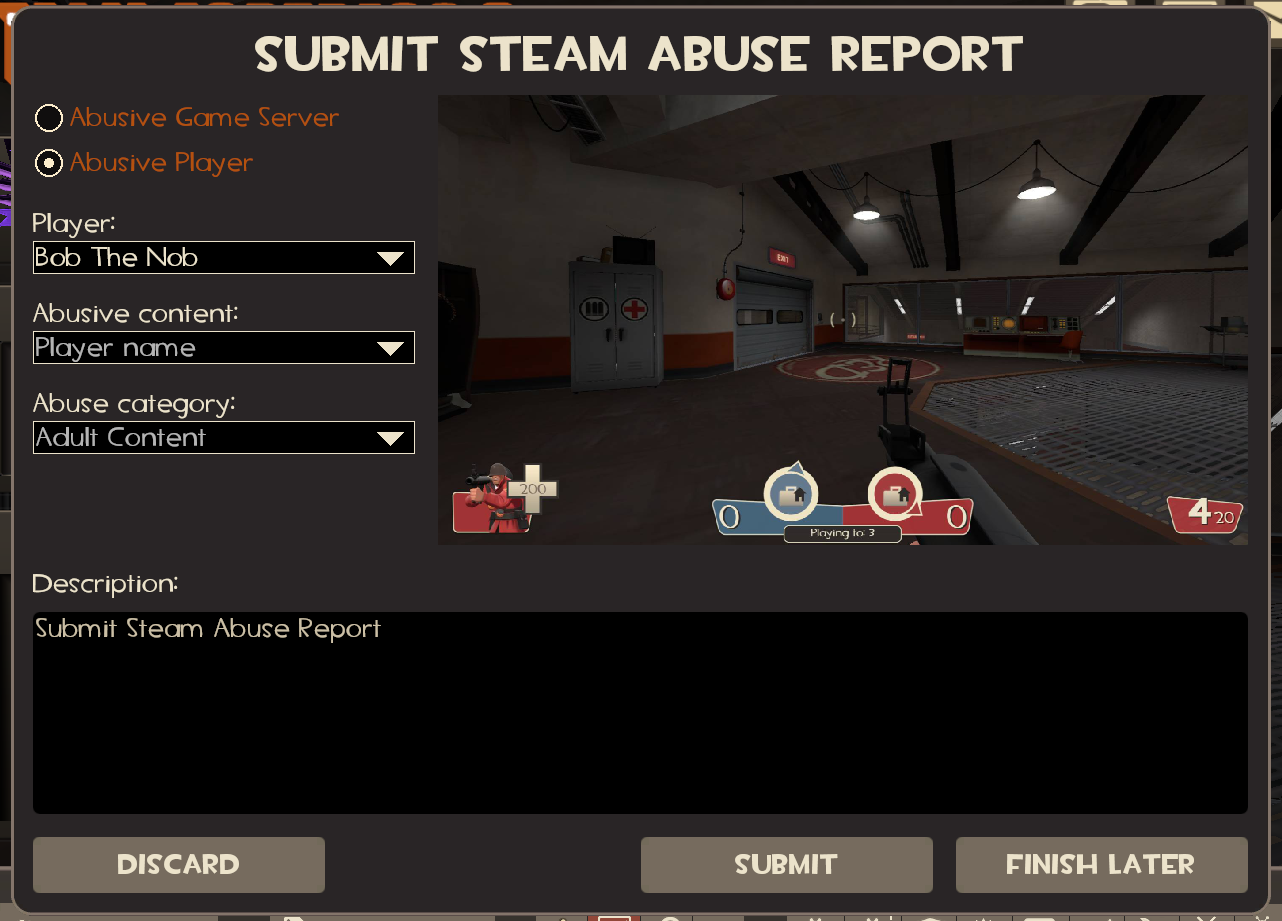 SUBMIT STEAM ABUSE REPORT
Abusive Game Server
Abusive Player
Player:
Bob The Nob
Abusive content:
Player name
Abuse category:
Adult Content
EXIT
200
0
0
Playing to: 3
4 20
Description:
Submit Steam Abuse Report
DISCARD
SUBMIT
FINISH LATER